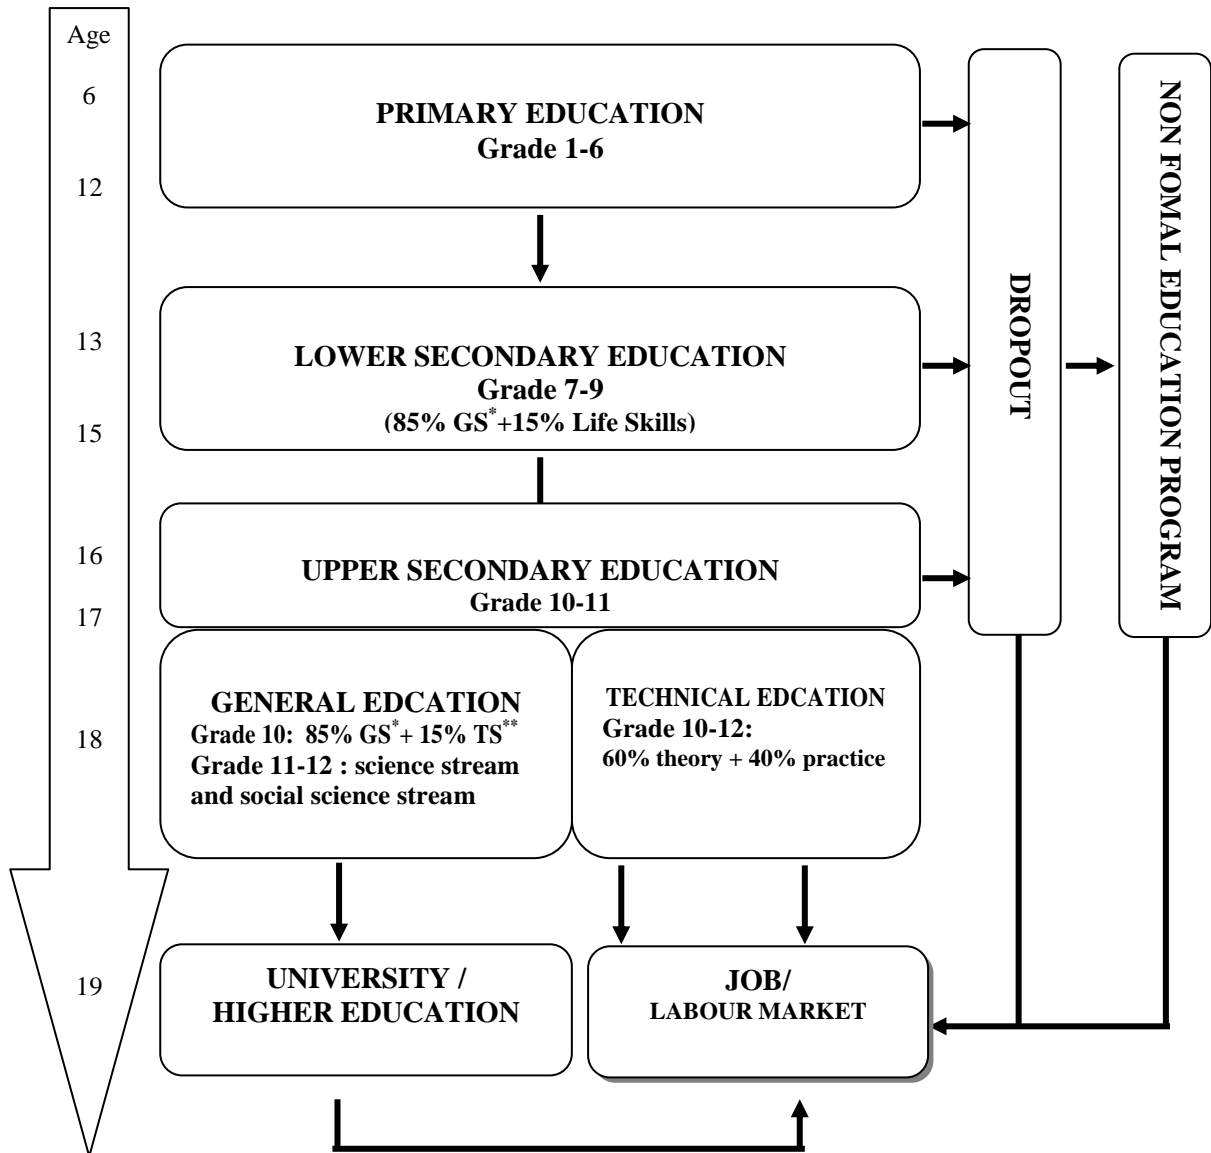 Age
6
12
13
15
16
17
18
19
PRIMARY EDUCATION
Grade 1-6
LOWER SECONDARY EDUCATION
Grade 7-9
(85% GS*+15% Life Skills)
UPPER SECONDARY EDUCATION
Grade 10-11
GENERAL EDCATION
Grade 10: 85% GS*+ 15% TS**
Grade 11-12 : science stream
and social science stream
TECHNICAL EDCATION
Grade 10-12:
60% theory + 40% practice
UNIVERSITY /
HIGHER EDUCATION
JOB/
LABOUR MARKET
DROPOUT
NON FOMAL EDUCATION PROGRAM